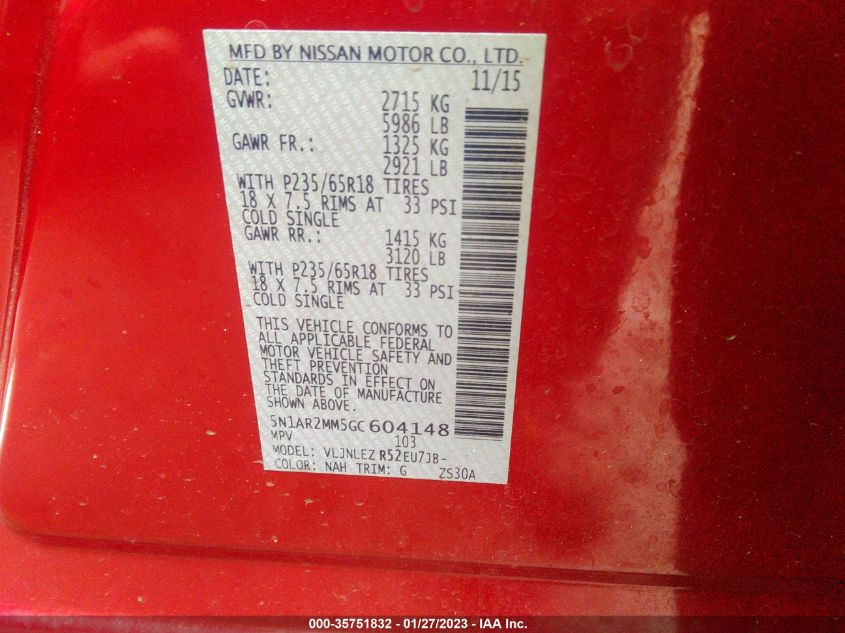 MFD BY NISSAN MOTOR CO., LTD.
DATE: 11/15
GVWR: 2715 KG
5986 LB
GAWR FR.: 1325 KG
2921 LB
WITH P235/65R18 TIRES
18 X 7.5 RIMS AT 33 PSI
COLD SINGLE
GAWR RR.: 1415 KG
3120 LB
WITH P235/65R18 TIRES
18 X 7.5 RIMS AT 33 PSI
COLD SINGLE
THIS VEHICLE CONFORMS TO
ALL APPLICABLE FEDERAL
MOTOR VEHICLE SAFETY AND
THEFT PREVENTION
STANDARDS IN EFFECT ON
THE DATE OF MANUFACTURE
SHOWN ABOVE.
5N1AR2MM5GC 604148
MPV 103
MODEL: VLJNLEZ R52EU7JB-
COLOR: NAH TRIM: G ZS30A
000-35751832 - 01/27/2023 - IAA Inc.